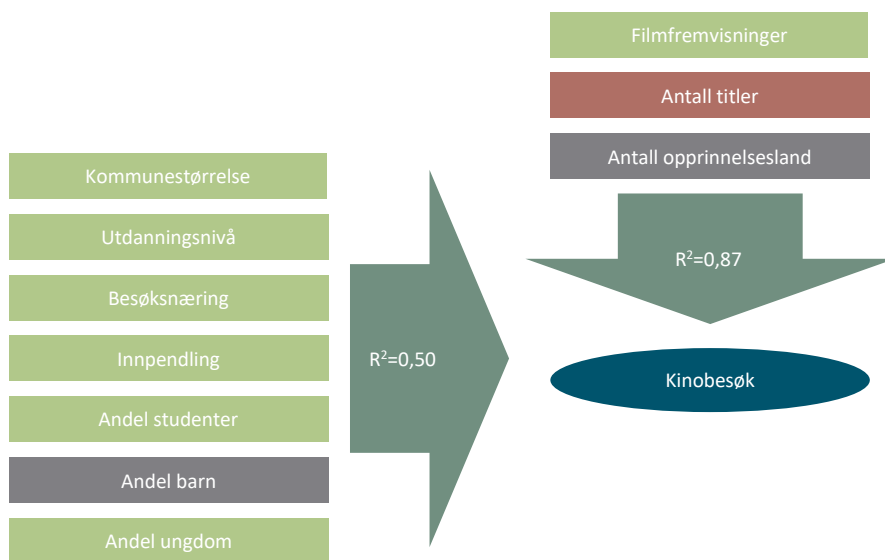 Filmfremvisninger
Antall titler
Antall opprinnelsesland
Kommunestørrelse
Utdanningsnivå
Besøksnæring
Innpendling
Andel studenter
Andel barn
Andel ungdom
R²=0,50
R²=0,87
Kinobesøk